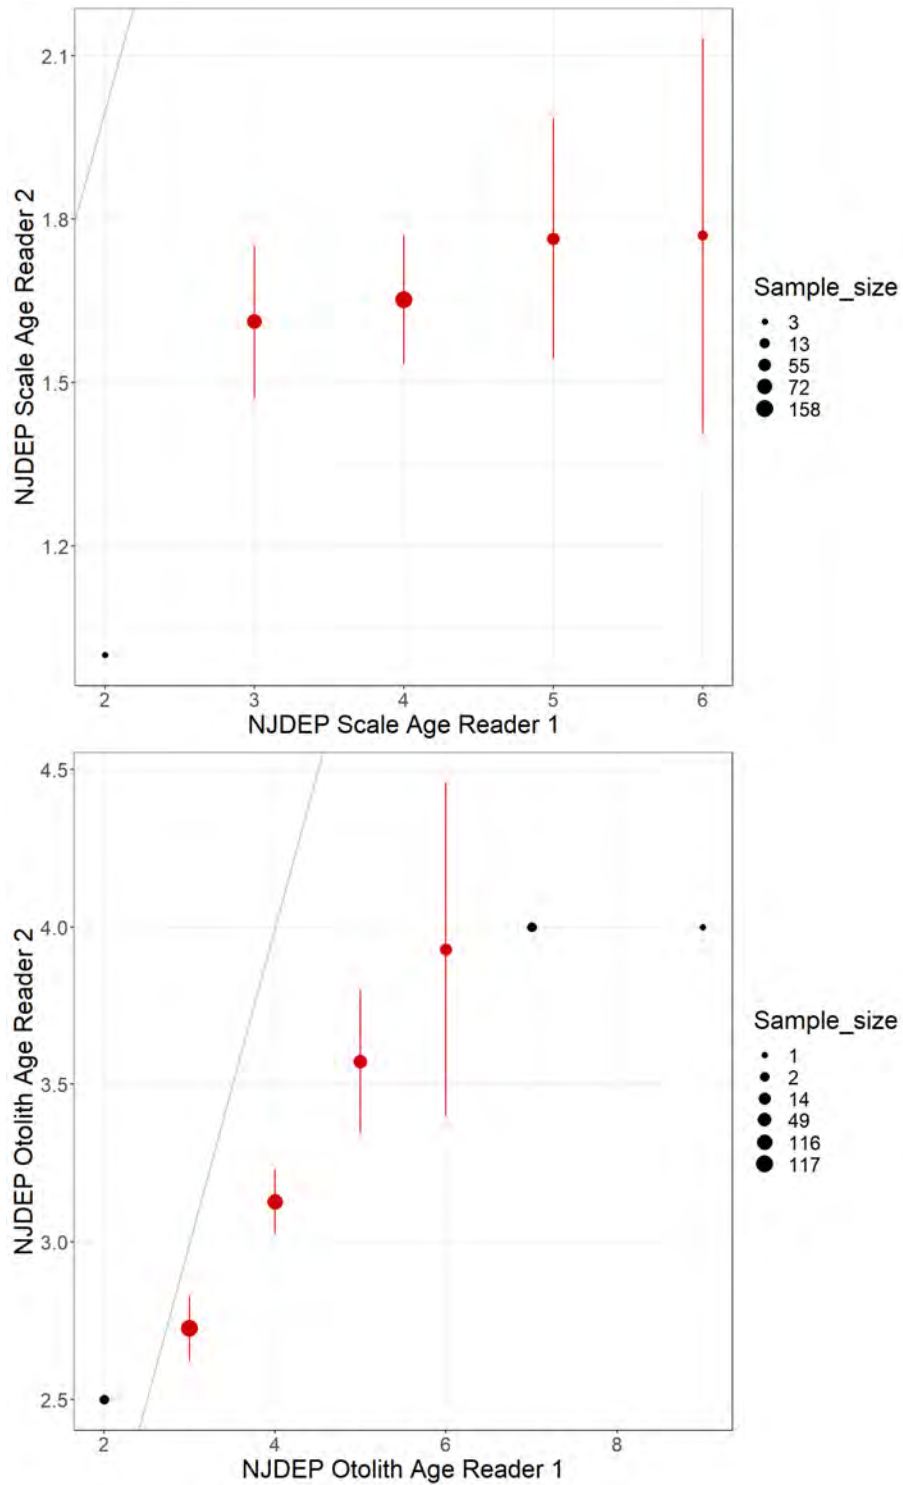 2.1
1.8
1.5
1.2
NJDEP Scale Age Reader 2
2 3 4 5 6
NJDEP Scale Age Reader 1
Sample_size
3
13
55
72
158
4.5
4.0
3.5
3.0
2.5
NJDEP Otolith Age Reader 2
2 4 6 8
NJDEP Otolith Age Reader 1
Sample_size
1
2
14
49
116
117